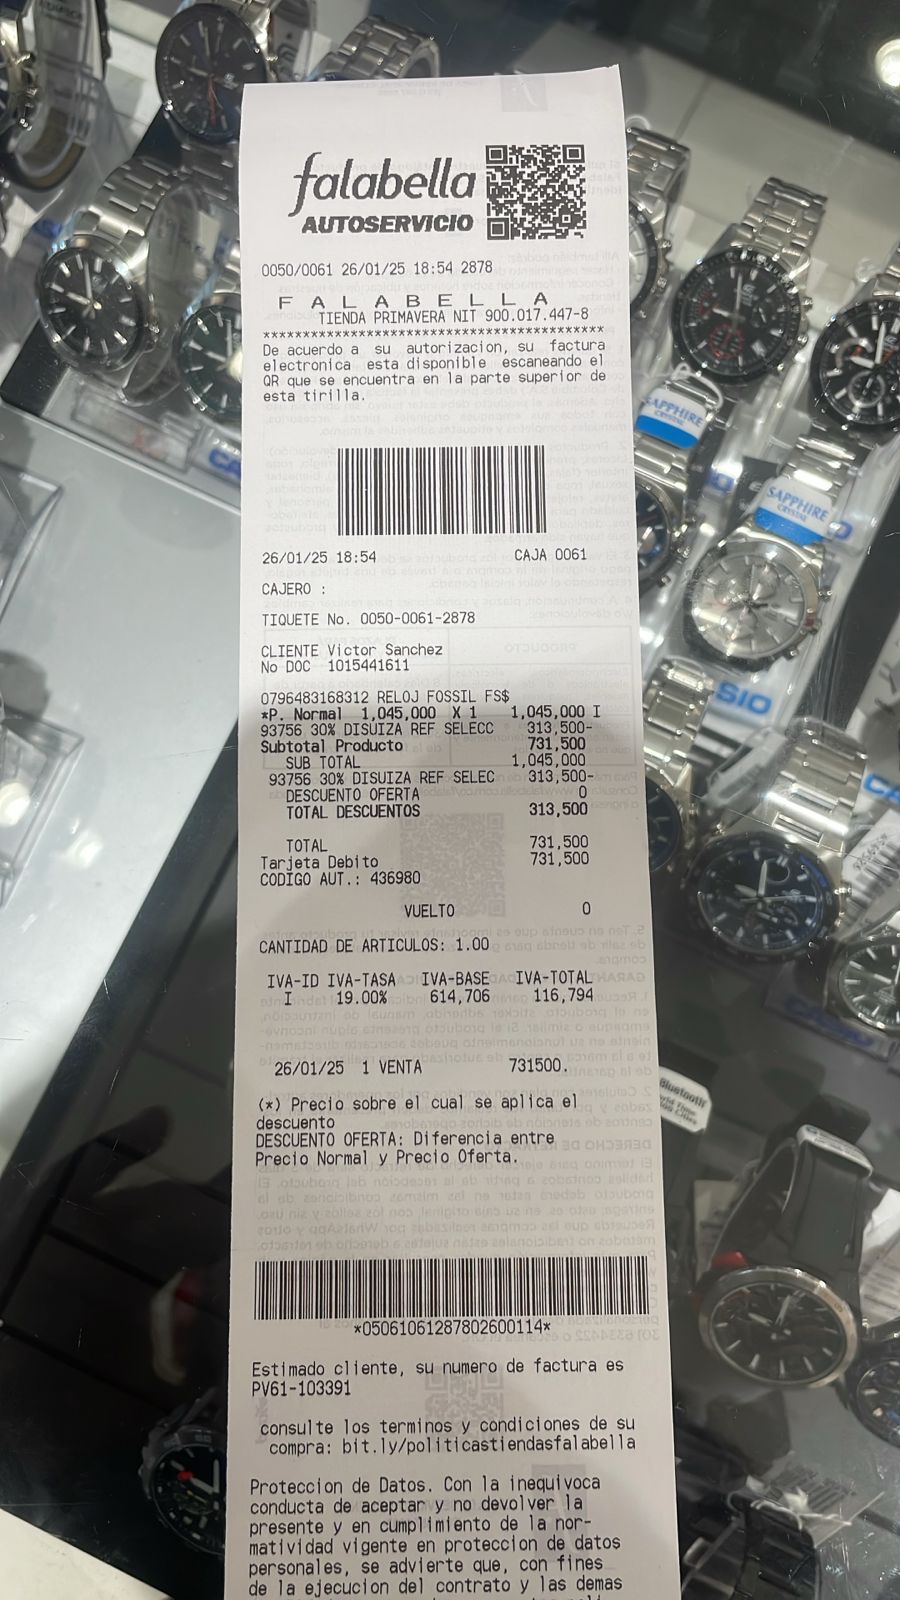 falabella
AUTOSERVICIO
0050/0061 26/01/25 18:54 2878
F A L A B E L L A
TIENDA PRIMAVERA NIT 900.017.447-8
******************************************
De acuerdo a su autorizacion, su factura
electronica esta disponible escaneando el
QR que se encuentra en la parte superior de
esta tirilla.
26/01/25 18:54 CAJA 0061
CAJERO :
TIQUETE No. 0050-0061-2878
CLIENTE Victor Sanchez
No DOC 1015441611
0796483168312 RELOJ FOSSIL FS$
*P. Normal 1,045,000 X 1 1,045,000 I
93756 30% DISUIZA REF SELECC 313,500-
Subtotal Producto 731,500
SUB TOTAL 1,045,000
93756 30% DISUIZA REF SELEC 313,500-
DESCUENTO OFERTA 0
TOTAL DESCUENTOS 313,500
TOTAL 731,500
Tarjeta Debito 731,500
CODIGO AUT.: 436980
VUELTO 0
CANTIDAD DE ARTICULOS: 1.00
IVA-ID IVA-TASA IVA-BASE IVA-TOTAL
I 19.00% 614,706 116,794
26/01/25 1 VENTA 731500.
(*) Precio sobre el cual se aplica el
descuento
DESCUENTO OFERTA: Diferencia entre
Precio Normal y Precio Oferta.
*05061061287802600114*
Estimado cliente, su numero de factura es
PV61-103391
consulte los terminos y condiciones de su
compra: bit.ly/politicastiendasfalabella
Proteccion de Datos. Con la inequivoca
conducta de aceptar y no devolver la
presente y en cumplimiento de la nor-
matividad vigente en proteccion de datos
personales, se advierte que, con fines
de la ejecucion del contrato y las demas
SAPPHIRE
CRYSTAL
SAPPHIRE
CRYSTAL
SIO
Bluetooth